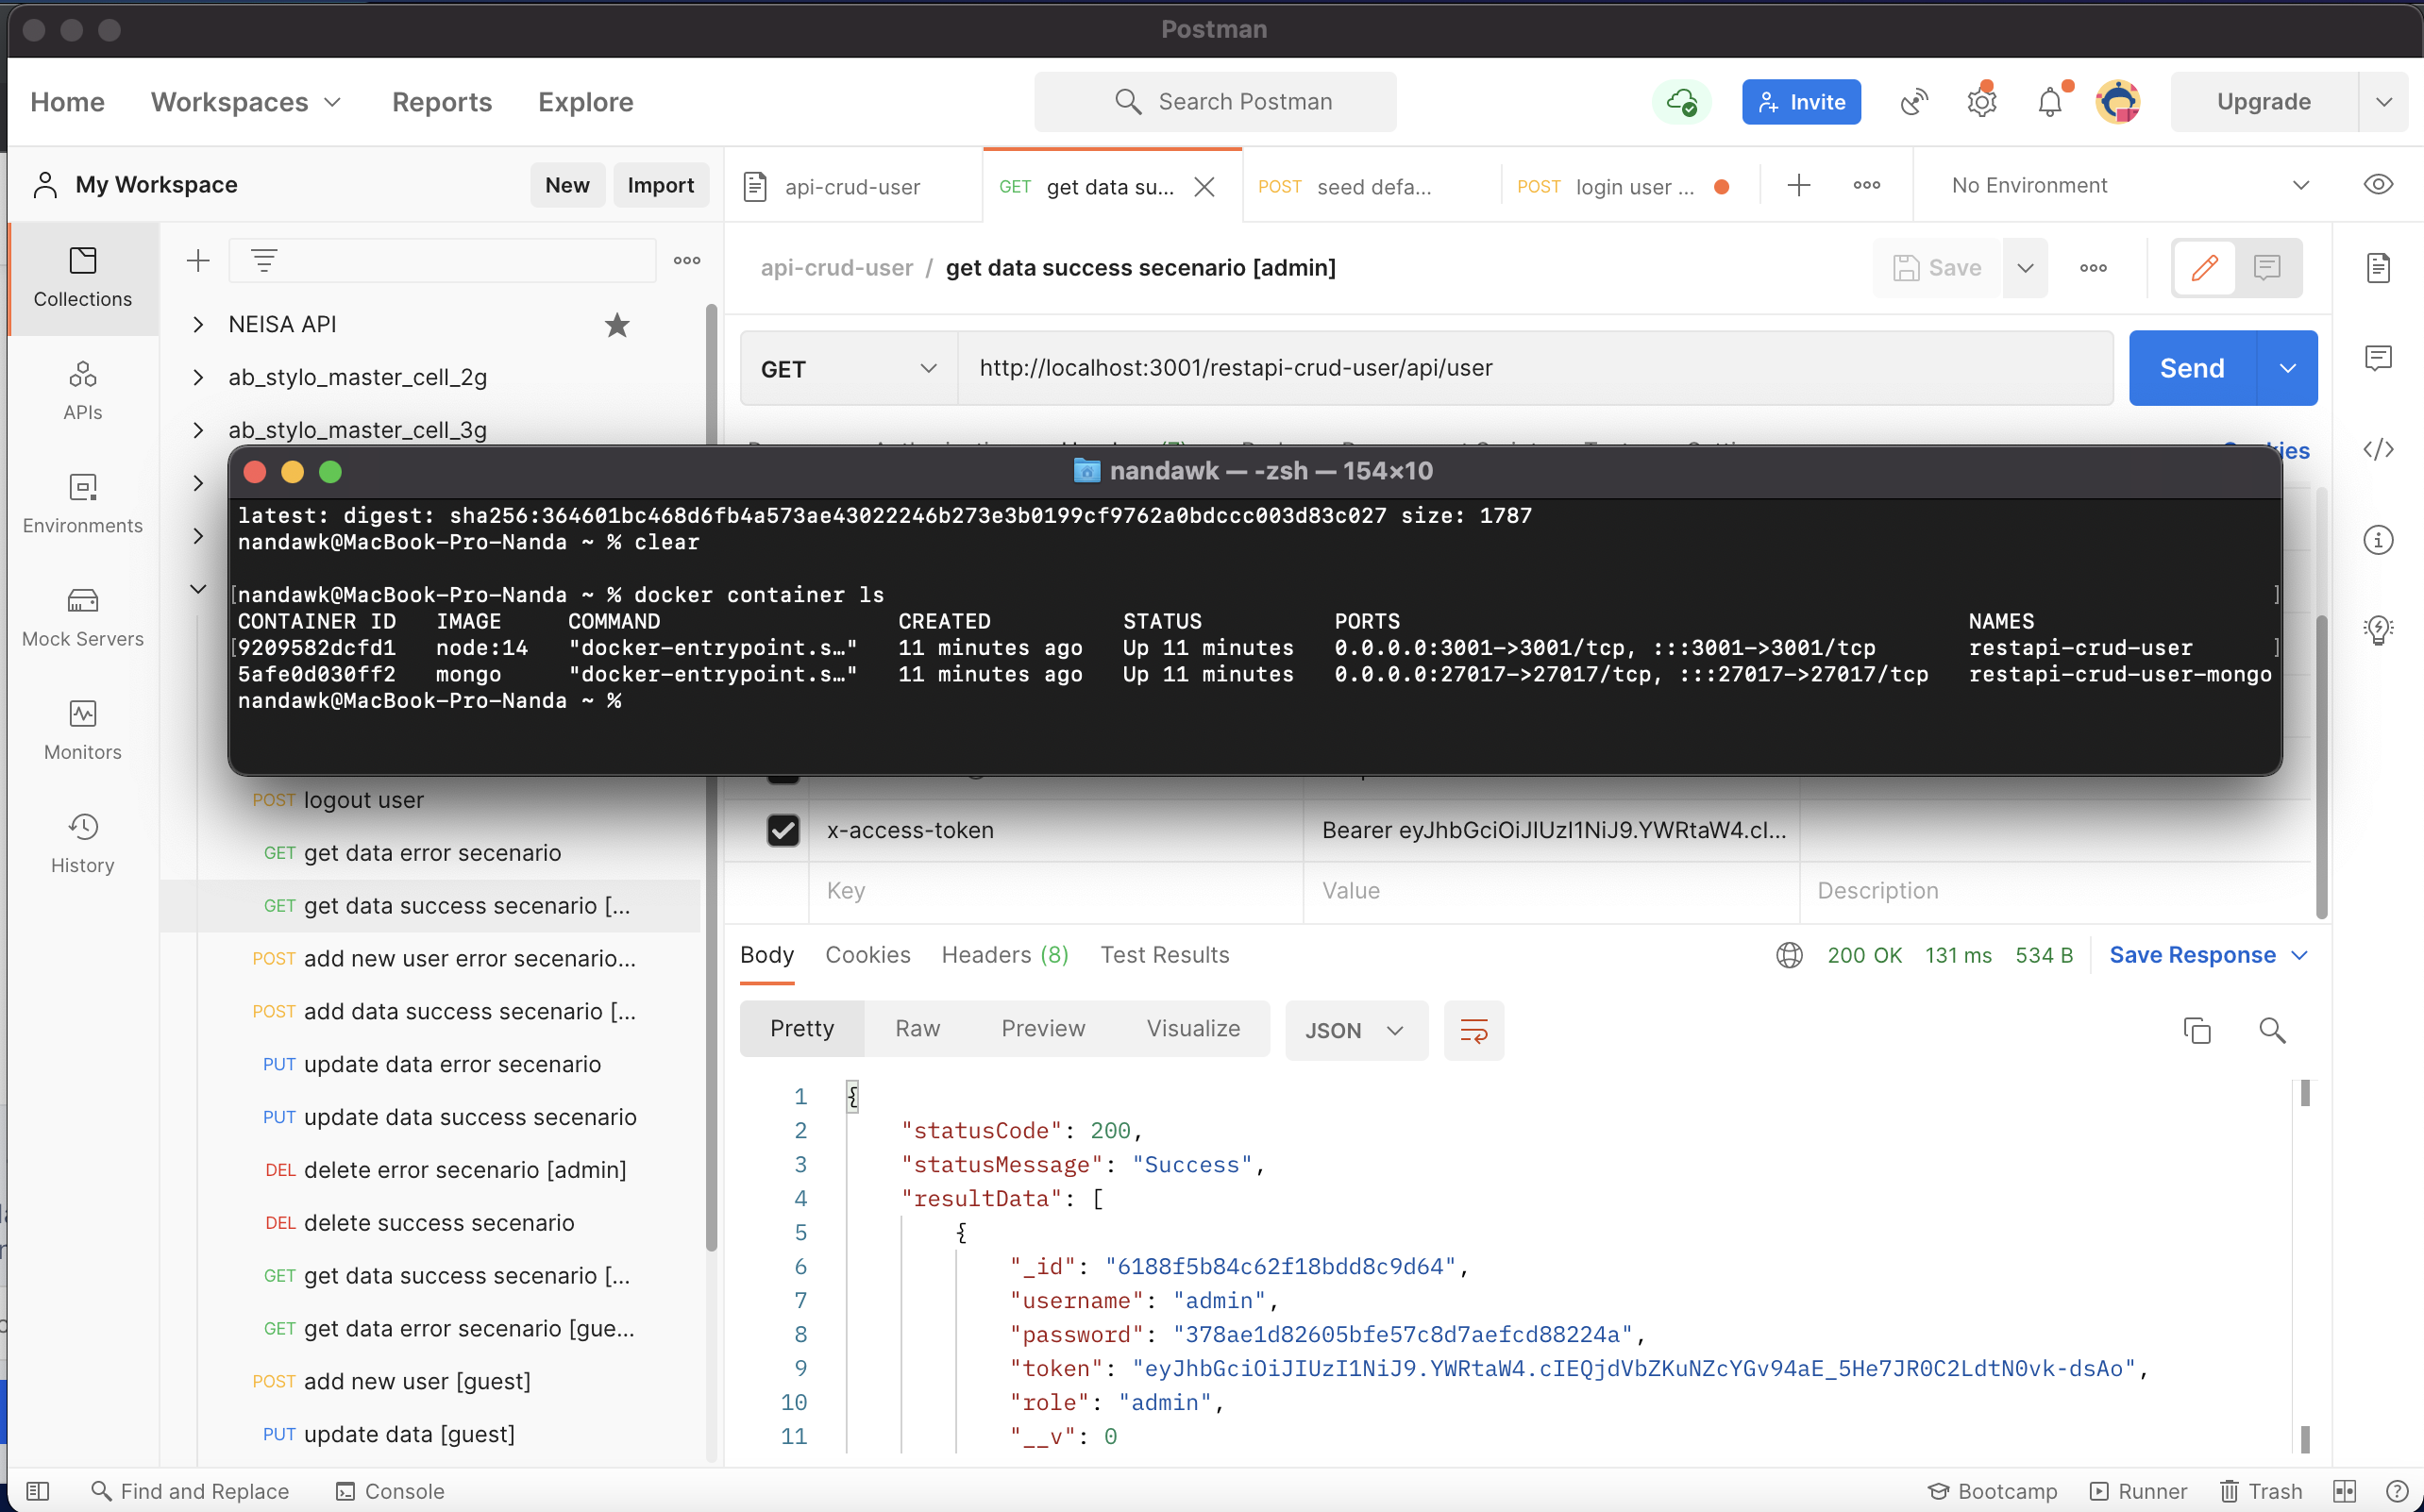 Postman
Home Workspaces Reports Explore Search Postman Invite Upgrade
My Workspace New Import
api-crud-user GET get data su... POST seed defa... POST login user ... No Environment
Collections
APIs
Environments
Mock Servers
Monitors
History
NEISA API
ab_stylo_master_cell_2g
ab_stylo_master_cell_3g
api-crud-user / get data success secenario [admin] Save
GET http://localhost:3001/restapi-crud-user/api/user Send
nandawk — -zsh — 154×10
latest: digest: sha256:364601bc468d6fb4a573ae43022246b273e3b0199cf9762a0bdccc003d83c027 size: 1787
nandawk@MacBook-Pro-Nanda ~ % clear
[nandawk@MacBook-Pro-Nanda ~ % docker container ls ]
CONTAINER ID IMAGE COMMAND CREATED STATUS PORTS NAMES
[9209582dcfd1 node:14 "docker-entrypoint.s…" 11 minutes ago Up 11 minutes 0.0.0.0:3001->3001/tcp, :::3001->3001/tcp restapi-crud-user ]
5afe0d030ff2 mongo "docker-entrypoint.s…" 11 minutes ago Up 11 minutes 0.0.0.0:27017->27017/tcp, :::27017->27017/tcp restapi-crud-user-mongo
nandawk@MacBook-Pro-Nanda ~ %
POST logout user
GET get data error secenario
GET get data success secenario [...
POST add new user error secenario...
POST add data success secenario [...
PUT update data error secenario
PUT update data success secenario
DEL delete error secenario [admin]
DEL delete success secenario
GET get data success secenario [...
GET get data error secenario [gue...
POST add new user [guest]
PUT update data [guest]
x-access-token Bearer eyJhbGciOiJIUzI1NiJ9.YWRtaW4.cI...
Key Value Description
Body Cookies Headers (8) Test Results 200 OK 131 ms 534 B Save Response
Pretty Raw Preview Visualize JSON
1 {
2 "statusCode": 200,
3 "statusMessage": "Success",
4 "resultData": [
5 {
6 "_id": "6188f5b84c62f18bdd8c9d64",
7 "username": "admin",
8 "password": "378ae1d82605bfe57c8d7aefcd88224a",
9 "token": "eyJhbGciOiJIUzI1NiJ9.YWRtaW4.cIEQjdVbZKuNZcYGv94aE_5He7JR0C2LdtN0vk-dsAo",
10 "role": "admin",
11 "__v": 0
Find and Replace Console Bootcamp Runner Trash